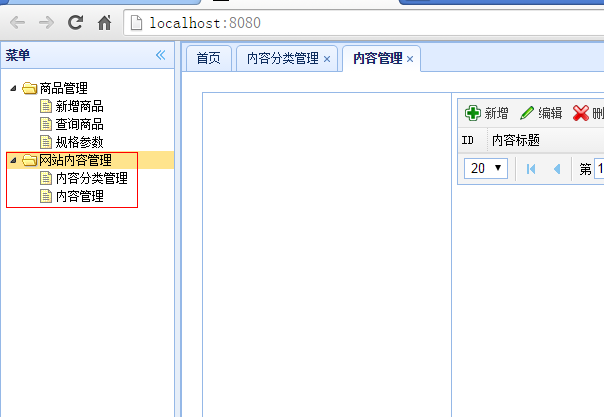 localhost:8080
菜单
首页 内容分类管理 内容管理
商品管理
新增商品
查询商品
规格参数
网站内容管理
内容分类管理
内容管理
新增 编辑 删
ID 内容标题
20 第 1